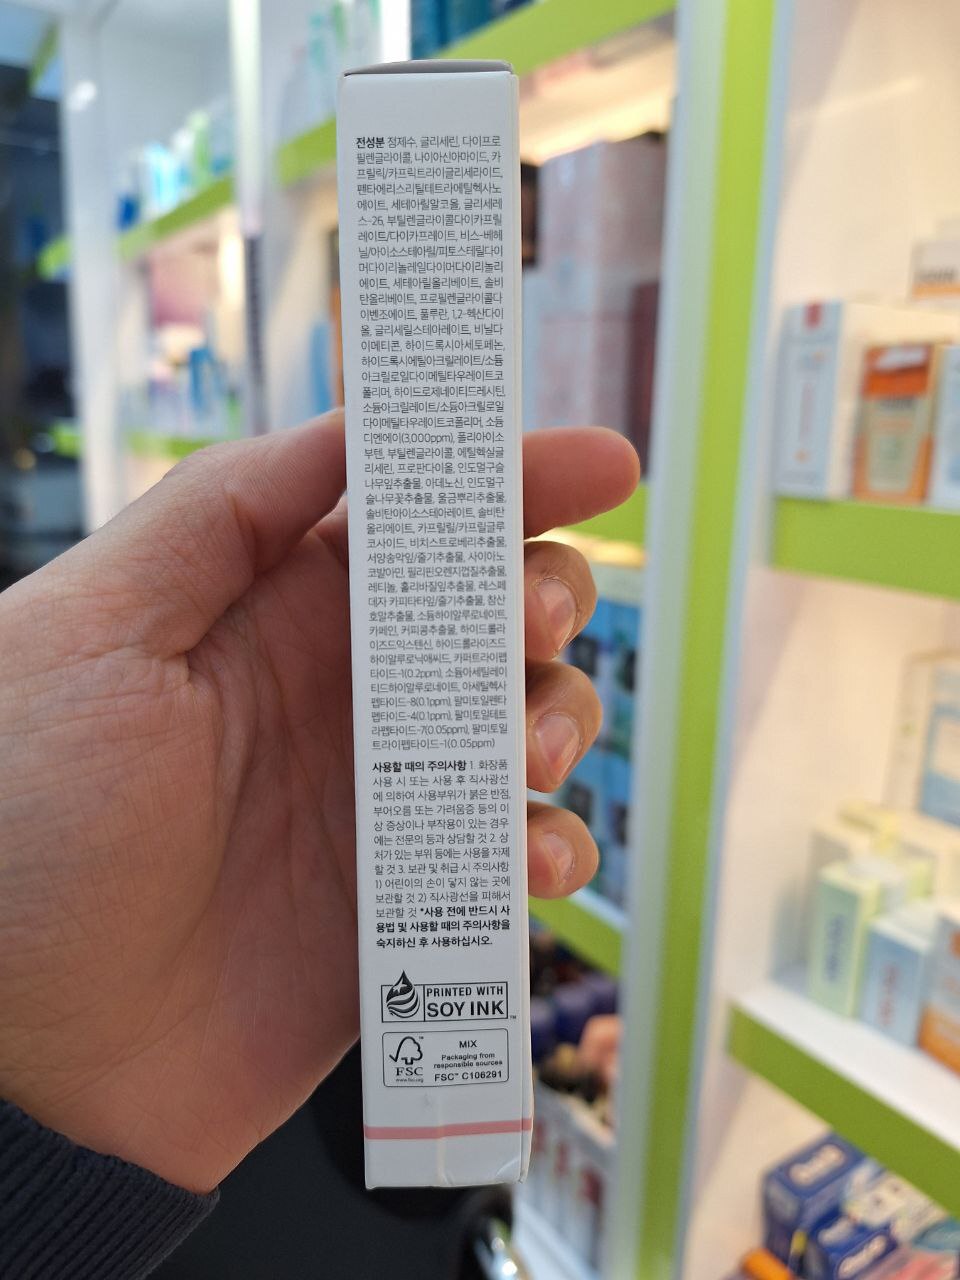 전성분 정제수, 글리세린, 다이프로
필렌글라이콜, 나이아신아마이드, 카
프릴릭/카프릭트라이글리세라이드,
펜타에리스리틸테트라에틸헥사노
에이트, 세테아릴알코올, 글리세레
스-26, 부틸렌글라이콜다이카프릴
레이트/다이카프레이트, 비스-베헤
닐/아이소스테아릴/피토스테릴다이
머다이리놀레일다이머다이리놀리
에이트, 세테아릴올리베이트, 솔비
탄올리베이트, 프로필렌글라이콜다
이벤조에이트, 풀루란, 1,2-헥산다이
올, 글리세릴스테아레이트, 비닐다
이메티콘, 하이드록시아세토페논,
하이드록시에틸아크릴레이트/소듐
아크릴로일다이메틸타우레이트코
폴리머, 하이드로제네이티드레시틴,
소듐아크릴레이트/소듐아크릴로일
다이메틸타우레이트코폴리머, 소듐
디엔에이(3,000ppm), 폴리아이소
부텐, 부틸렌글라이콜, 에틸헥실글
리세린, 프로판다이올, 인도멀구슬
나무잎추출물, 아데노신, 인도멀구
슬나무꽃추출물, 울금뿌리추출물,
솔비탄아이소스테아레이트, 솔비탄
올리에이트, 카프릴릴/카프릴글루
코사이드, 비치스트로베리추출물,
서양송악잎/줄기추출물, 사이아노
코발아민, 필리핀오렌지껍질추출물,
레티놀, 홀리바질잎추출물, 레스페
데자 카피타타잎/줄기추출물, 참산
호말추출물, 소듐하이알루로네이트,
카페인, 커피콩추출물, 하이드롤라
이즈드익스텐신, 하이드롤라이즈드
하이알루로닉애씨드, 카퍼트라이펩
타이드-1(0.2ppm), 소듐아세틸레이
티드하이알루로네이트, 아세틸헥사
펩타이드-8(0.1ppm), 팔미토일펜타
펩타이드-4(0.1ppm), 팔미토일테트
라펩타이드-7(0.05ppm), 팔미토일
트라이펩타이드-1(0.05ppm)
사용할 때의 주의사항 1. 화장품
사용 시 또는 사용 후 직사광선
에 의하여 사용부위가 붉은 반점,
부어오름 또는 가려움증 등의 이
상 증상이나 부작용이 있는 경우
에는 전문의 등과 상담할 것 2. 상
처가 있는 부위 등에는 사용을 자제
할 것 3. 보관 및 취급 시 주의사항
1) 어린이의 손이 닿지 않는 곳에
보관할 것 2) 직사광선을 피해서
보관할 것 *사용 전에 반드시 사
용법 및 사용할 때의 주의사항을
숙지하신 후 사용하십시오.
PRINTED WITH
SOY INK™
FSC
www.fsc.org
MIX
Packaging from
responsible sources
FSC™ C106291